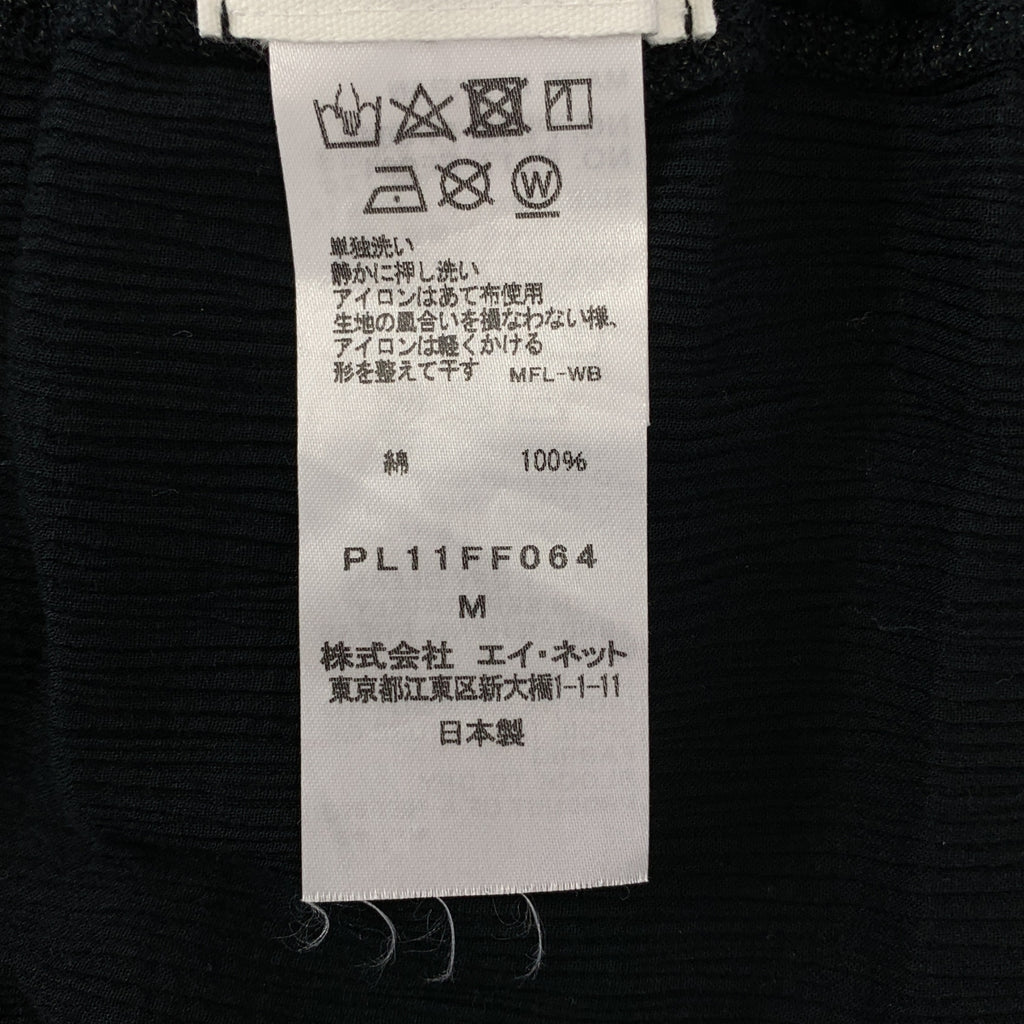 W
単独洗い
静かに押し洗い
アイロンはあて布使用
生地の風合いを損なわない様、
アイロンは軽くかける
形を整えて干す MFL-WB
綿 100%
PL11FF064
M
株式会社 エイ・ネット
東京都江東区新大橋1-1-11
日本製